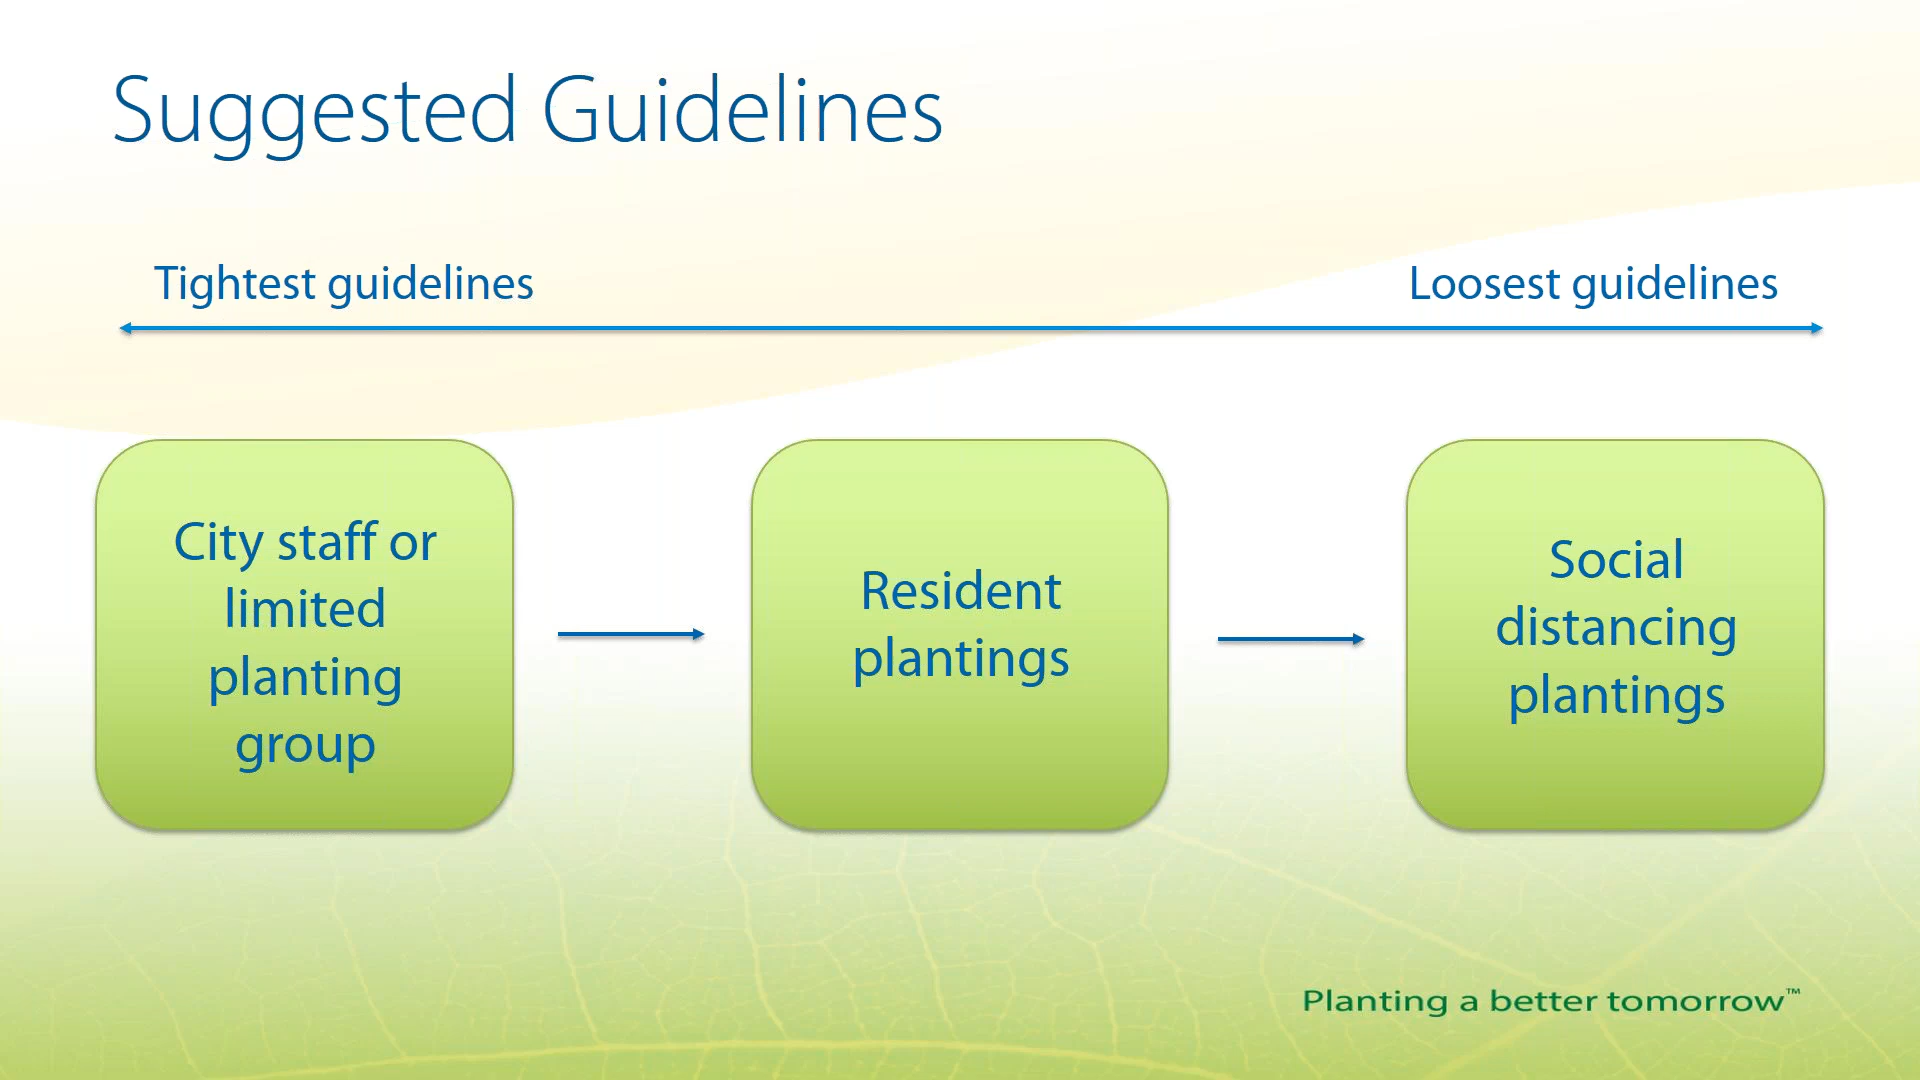 Suggested Guidelines
Tightest guidelines
Loosest guidelines
City staff or
limited
planting
group
Resident
plantings
Social
distancing
plantings
Planting a better tomorrow™